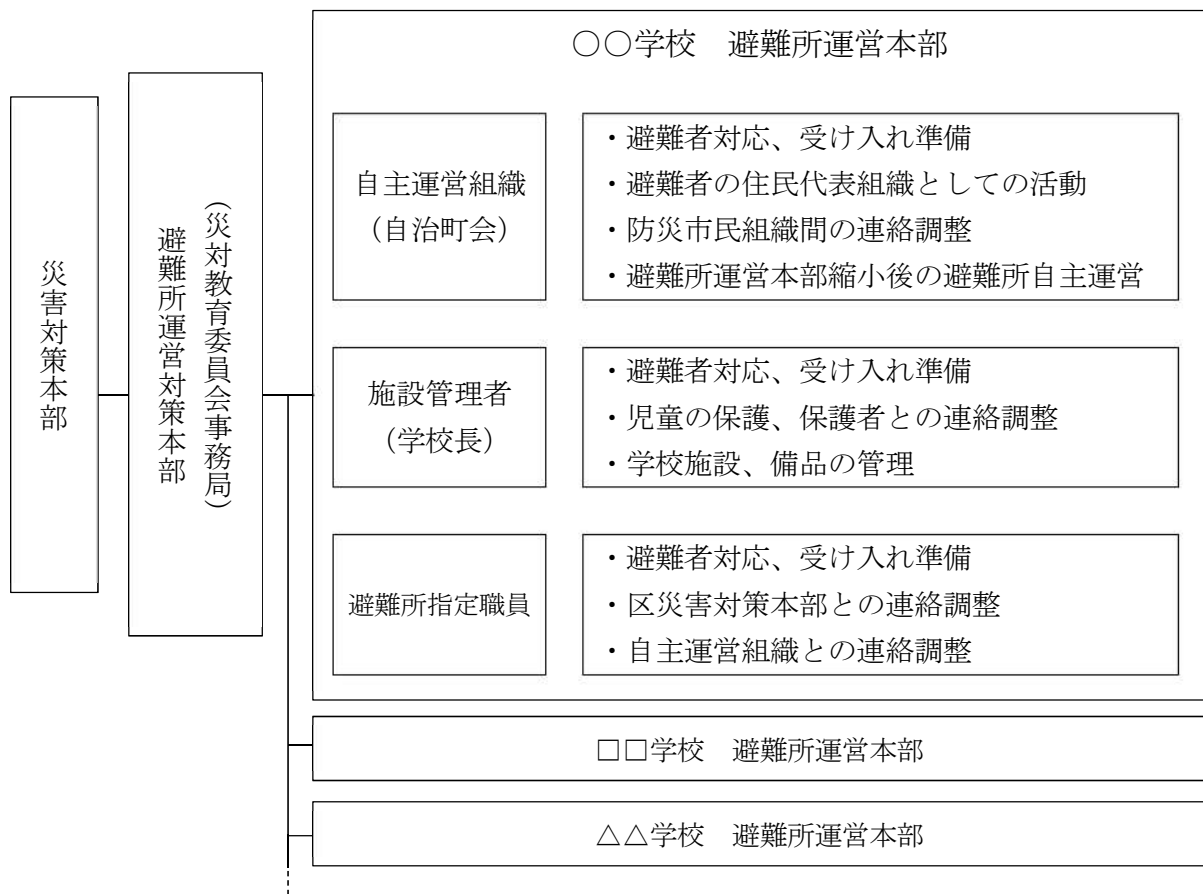 災害対策本部
避難所運営対策本部
(災対教育委員会事務局)
○○学校　避難所運営本部
自主運営組織
(自治町会)
・避難者対応、受け入れ準備
・避難者の住民代表組織としての活動
・防災市民組織間の連絡調整
・避難所運営本部縮小後の避難所自主運営
施設管理者
(学校長)
・避難者対応、受け入れ準備
・児童の保護、保護者との連絡調整
・学校施設、備品の管理
避難所指定職員
・避難者対応、受け入れ準備
・区災害対策本部との連絡調整
・自主運営組織との連絡調整
□□学校　避難所運営本部
△△学校　避難所運営本部